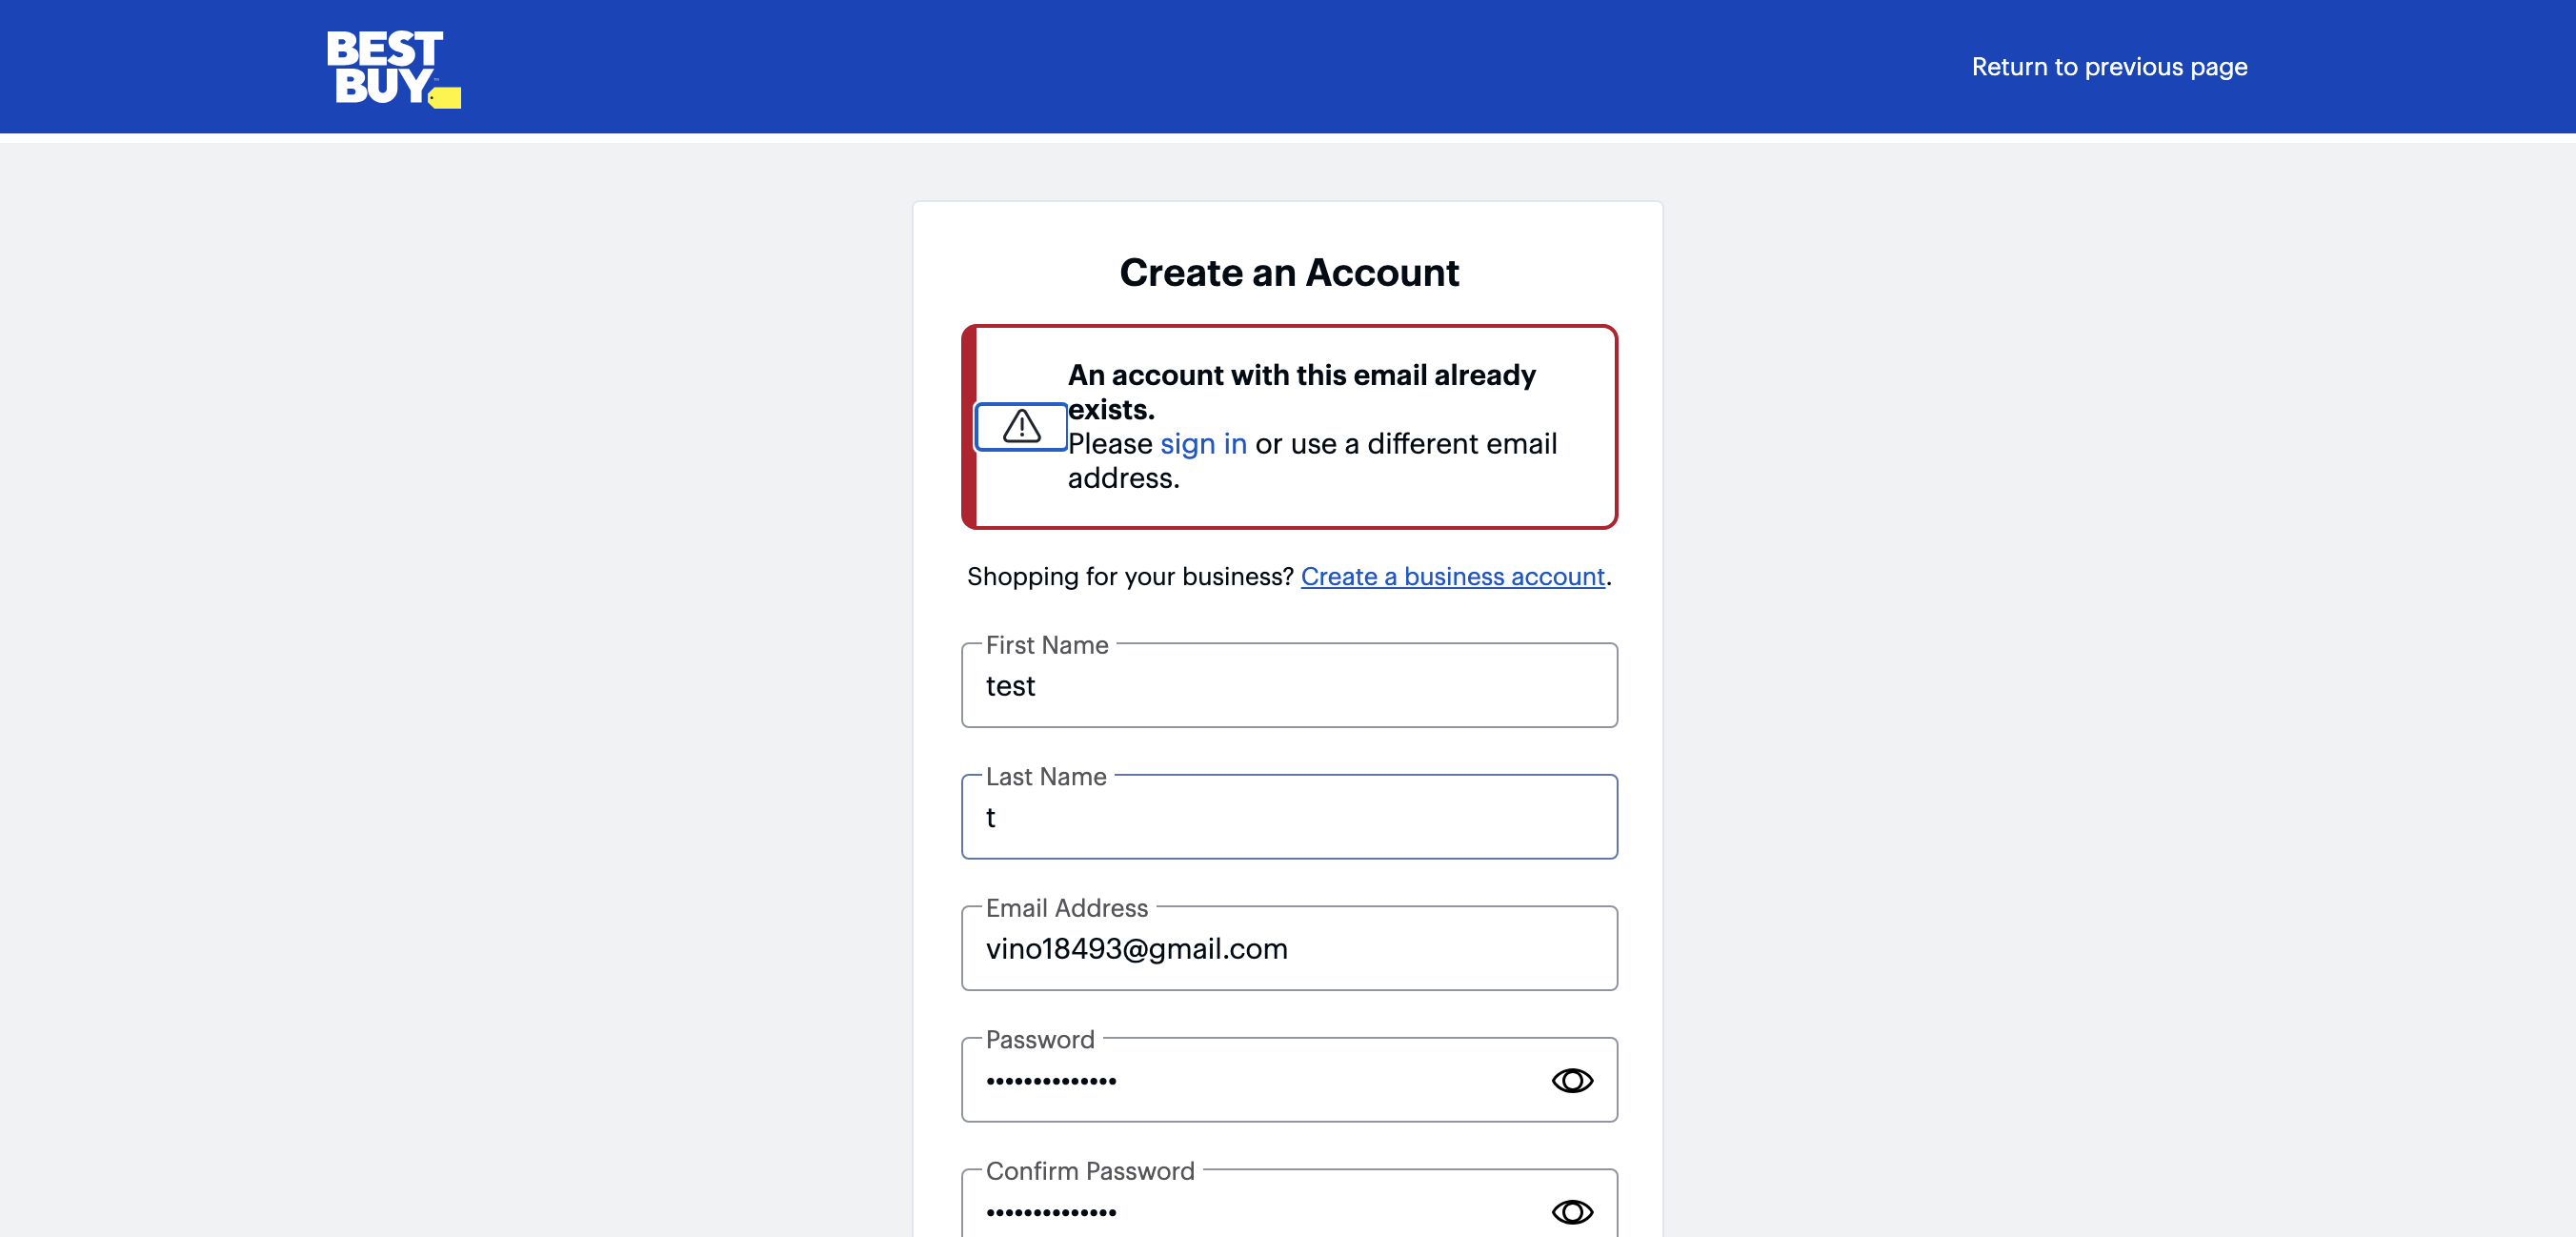 BEST
BUY
Return to previous page
Create an Account
An account with this email already
exists.
Please sign in or use a different email
address.
Shopping for your business? Create a business account.
First Name
test
Last Name
t
Email Address
vino18493@gmail.com
Password
••••••••••••••
Confirm Password
••••••••••••••